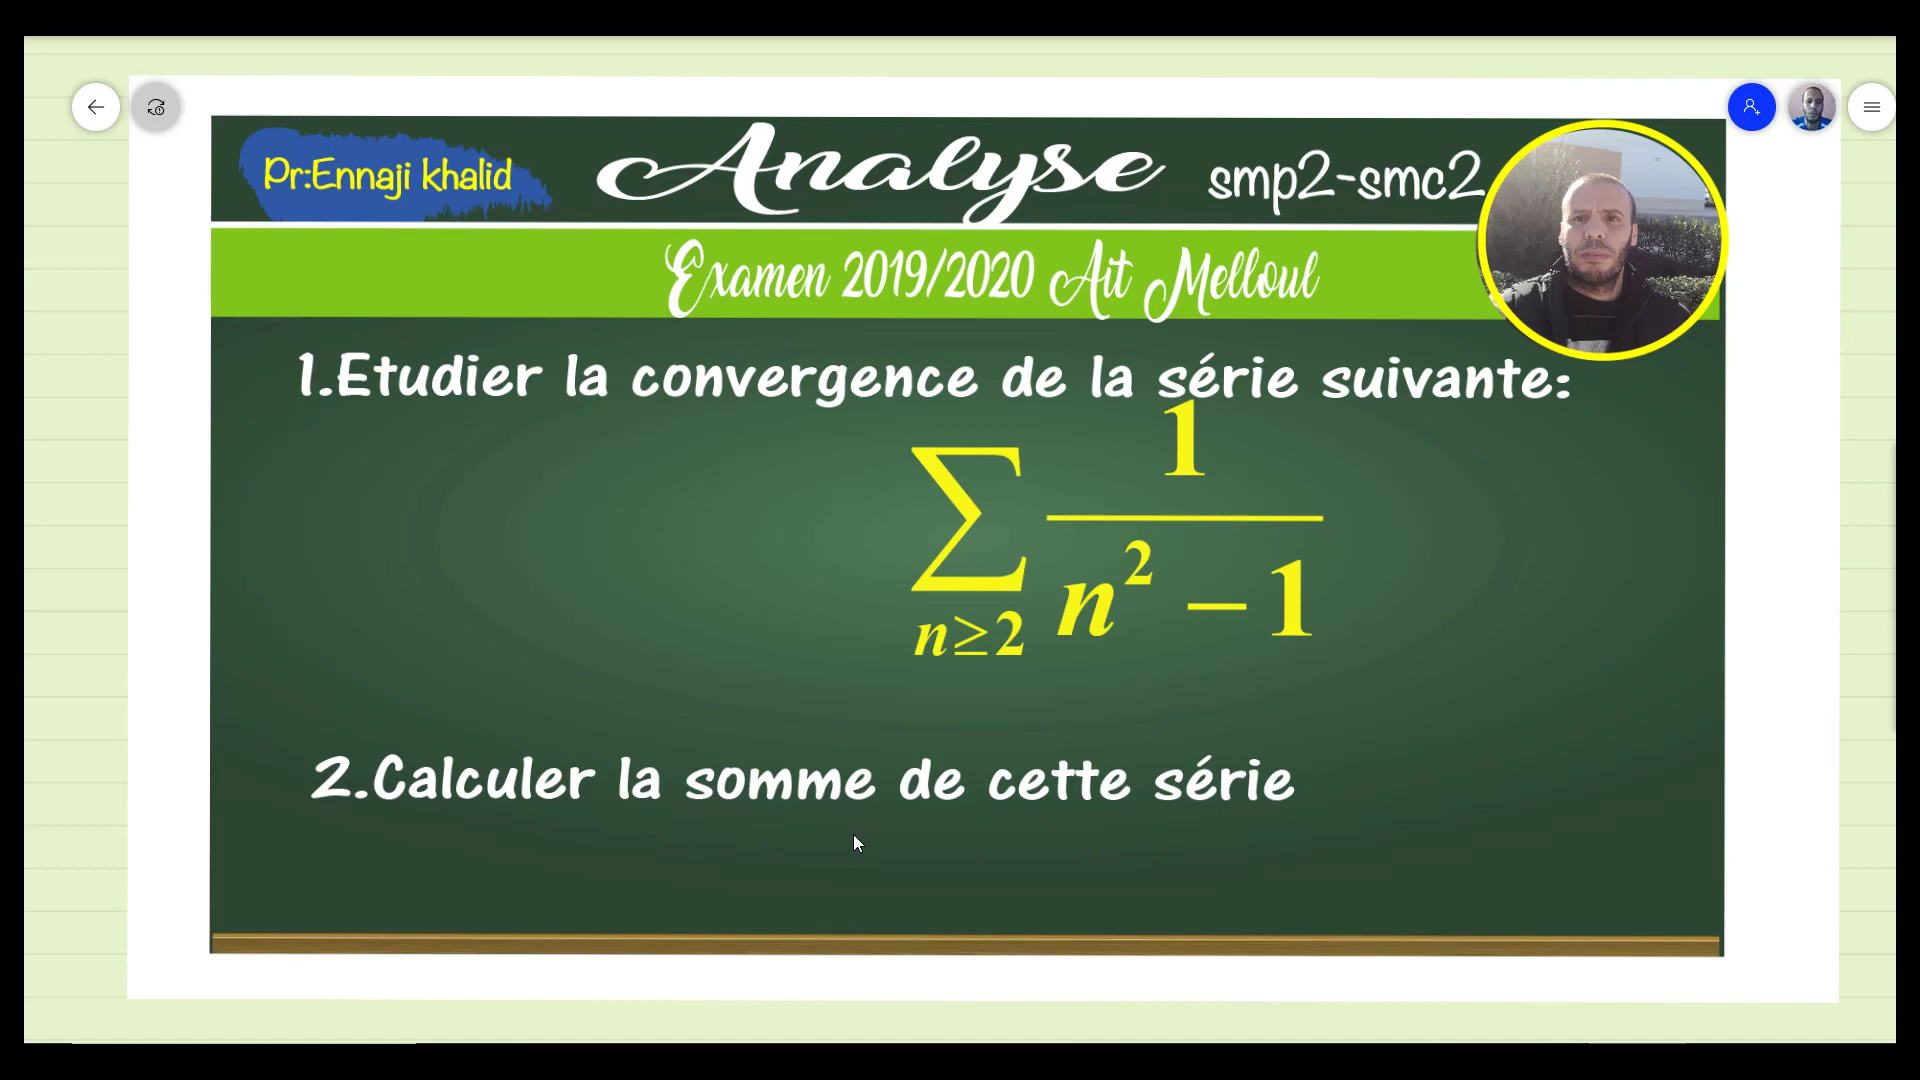 Pr:Ennaji khalid
Analyse
smp2-smc2
Examen 2019/2020 Ait Melloul
1.Etudier la convergence de la série suivante:
∑_{n≥2} 1/(n² − 1)
2.Calculer la somme de cette série